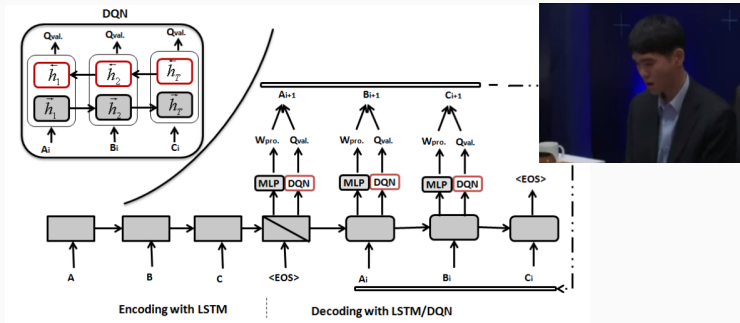 DQN
Qval. Qval. Qval.
h1 h2 hT
h1 h2 hT
Ai Bi Ci
Ai+1 Bi+1 Ci+1
Wpro. Qval. Wpro. Qval. Wpro. Qval.
MLP DQN MLP DQN MLP DQN
<EOS>
A B C <EOS> Ai Bi Ci
Encoding with LSTM Decoding with LSTM/DQN